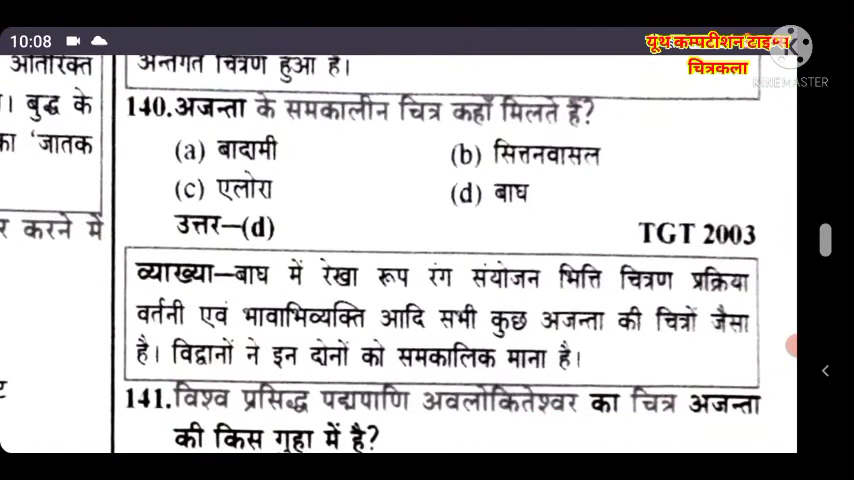 10:08
यूथ कम्पटीशन टाइम्स
चित्रकला
KINEMASTER
अतिरिक्त
। बुद्ध के
का 'जातक
र करने में
अन्तर्गत चित्रण हुआ है।
140. अजन्ता के समकालीन चित्र कहाँ मिलते हैं?
(a) बादामी (b) सित्तनवासल
(c) एलोरा (d) बाघ
उत्तर—(d) TGT 2003
व्याख्या—बाघ में रेखा रूप रंग संयोजन भित्ति चित्रण प्रक्रिया
वर्तनी एवं भावाभिव्यक्ति आदि सभी कुछ अजन्ता की चित्रों जैसा
है। विद्वानों ने इन दोनों को समकालिक माना है।
141. विश्व प्रसिद्ध पद्मपाणि अवलोकितेश्वर का चित्र अजन्ता
की किस गुहा में है?